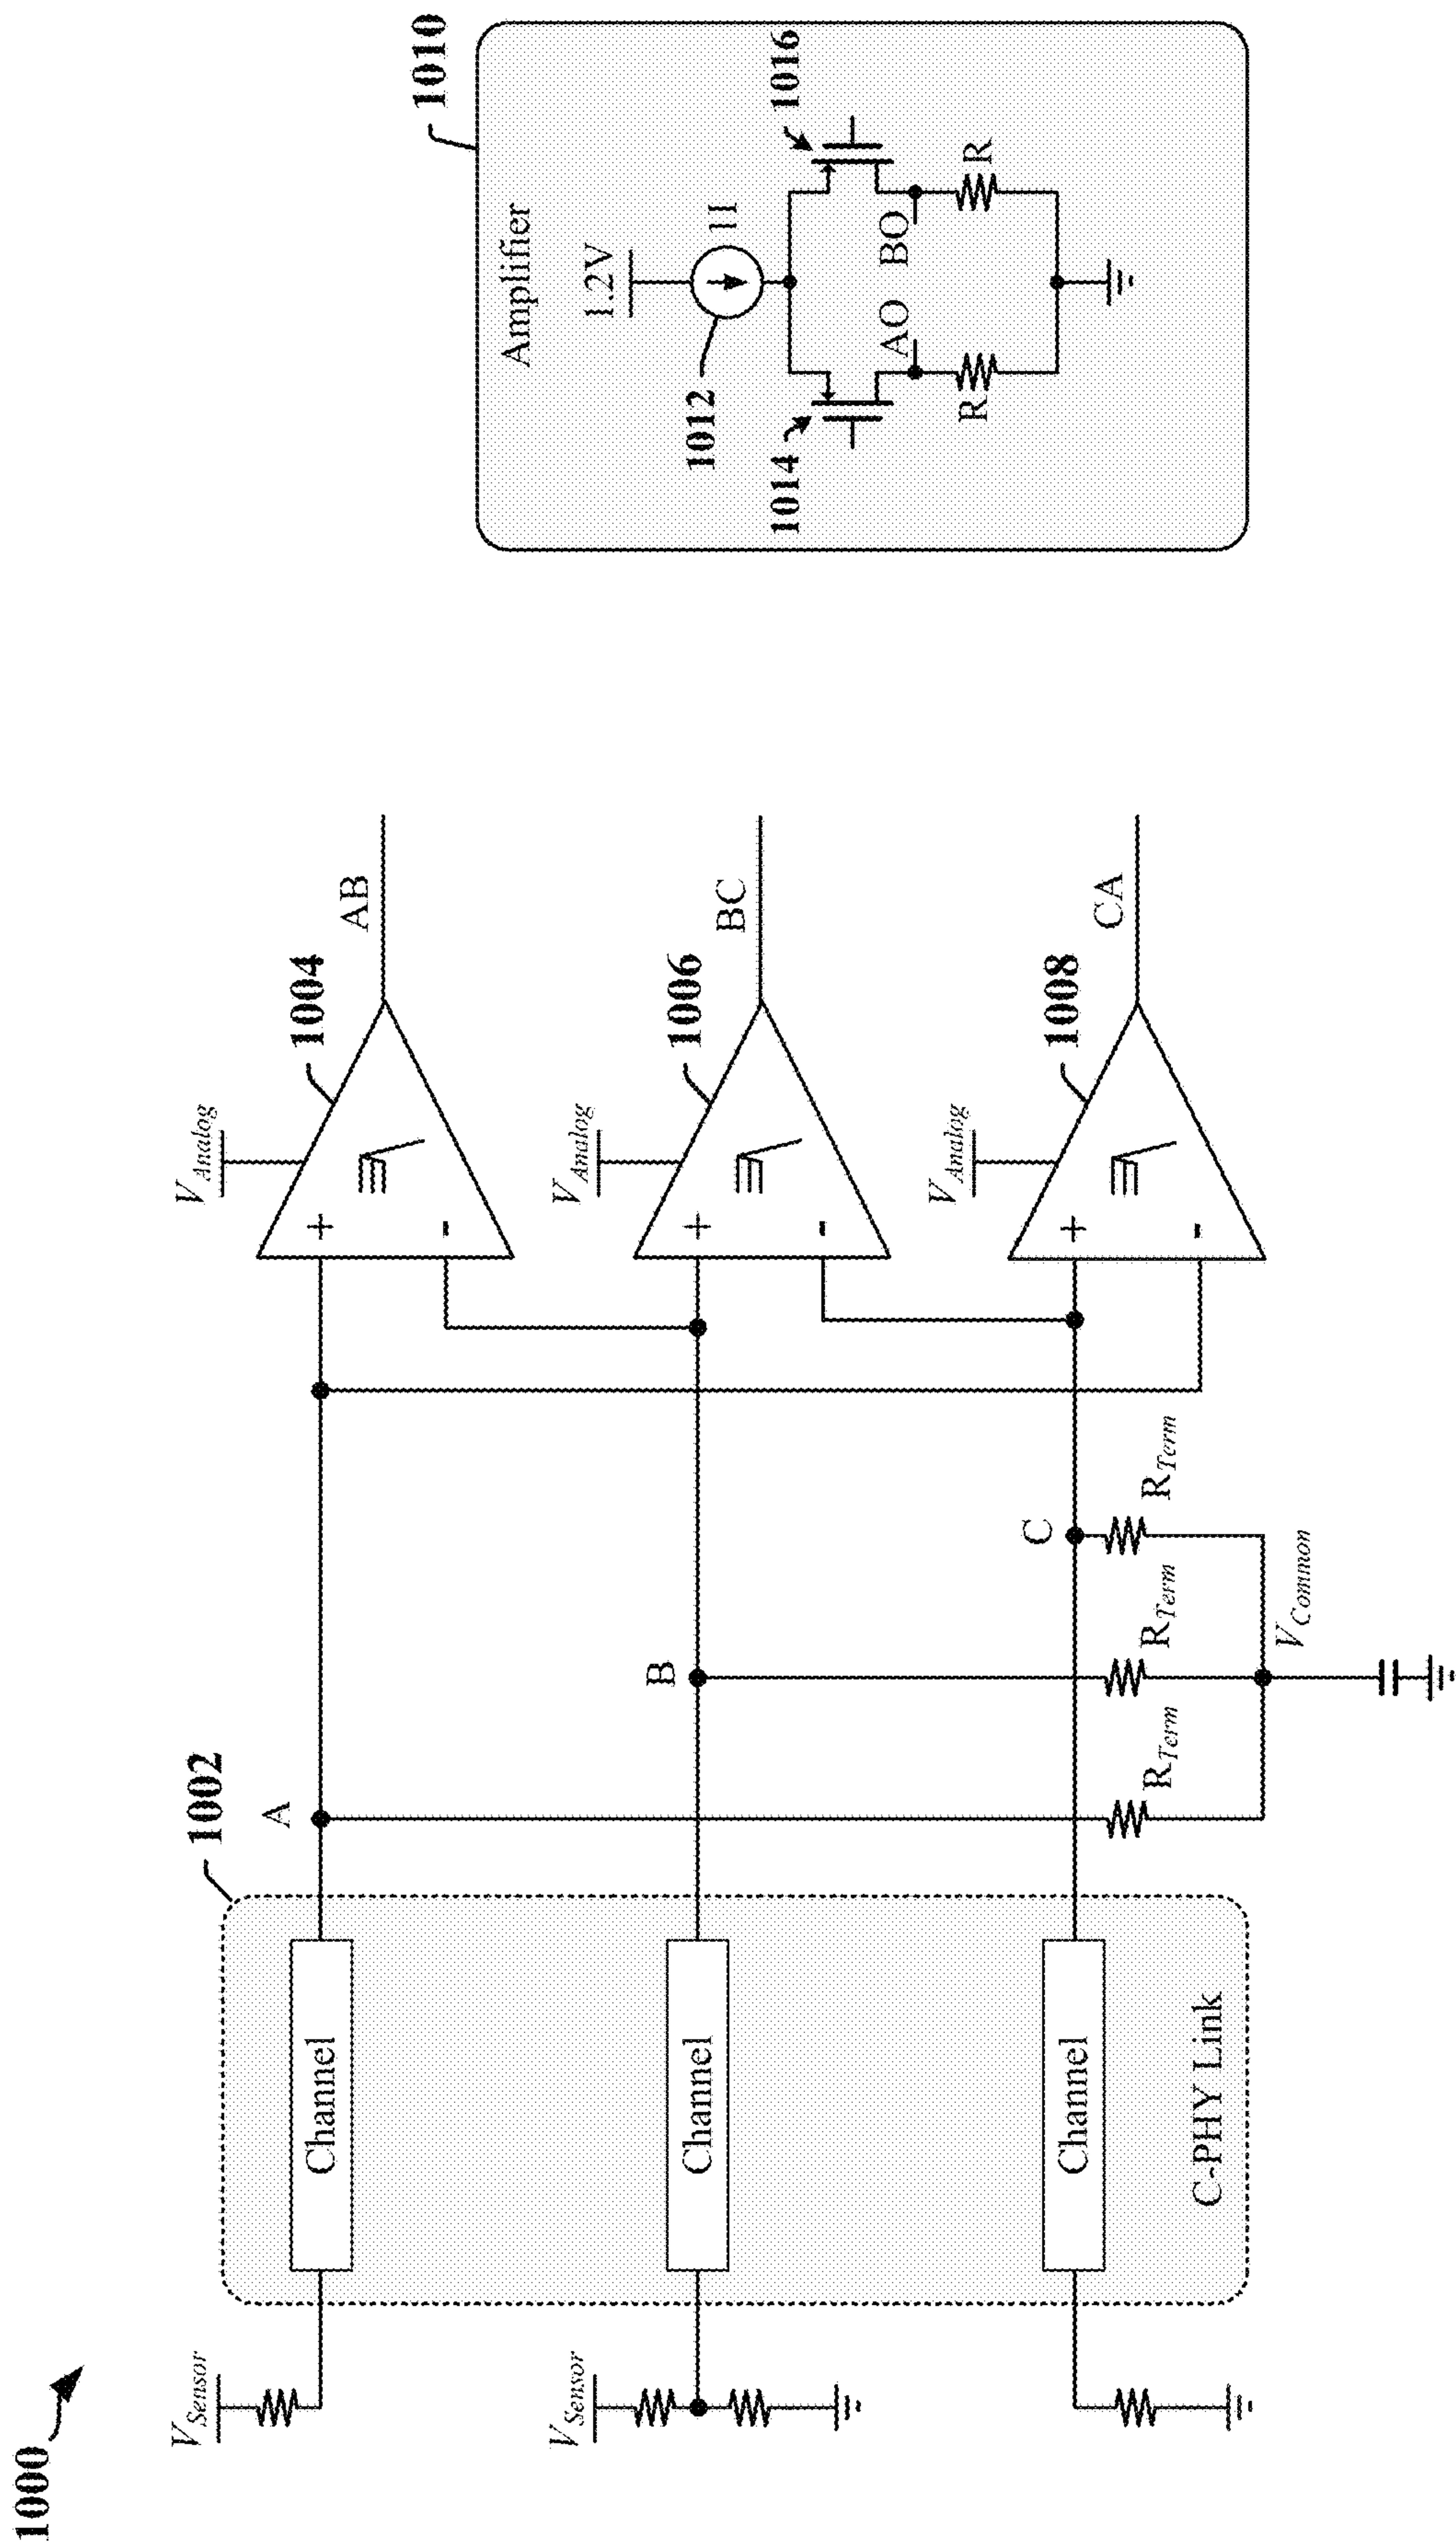 1000
V_Sensor
V_Sensor
1002
Channel
Channel
Channel
C-PHY Link
A
B
C
R_Term
R_Term
R_Term
V_Common
V_Analog
1004
+
-
AB
V_Analog
1006
+
-
BC
V_Analog
1008
+
-
CA
1010
Amplifier
1.2V
1012
I1
1014
1016
AO
BO
R
R